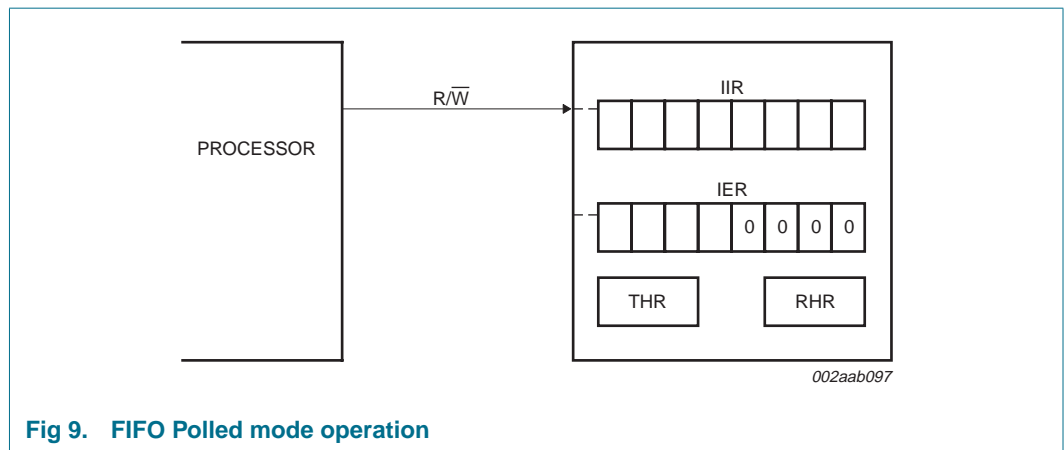 R/W̅
IIR
PROCESSOR
IER
0 0 0 0
THR RHR
002aab097
Fig 9. FIFO Polled mode operation